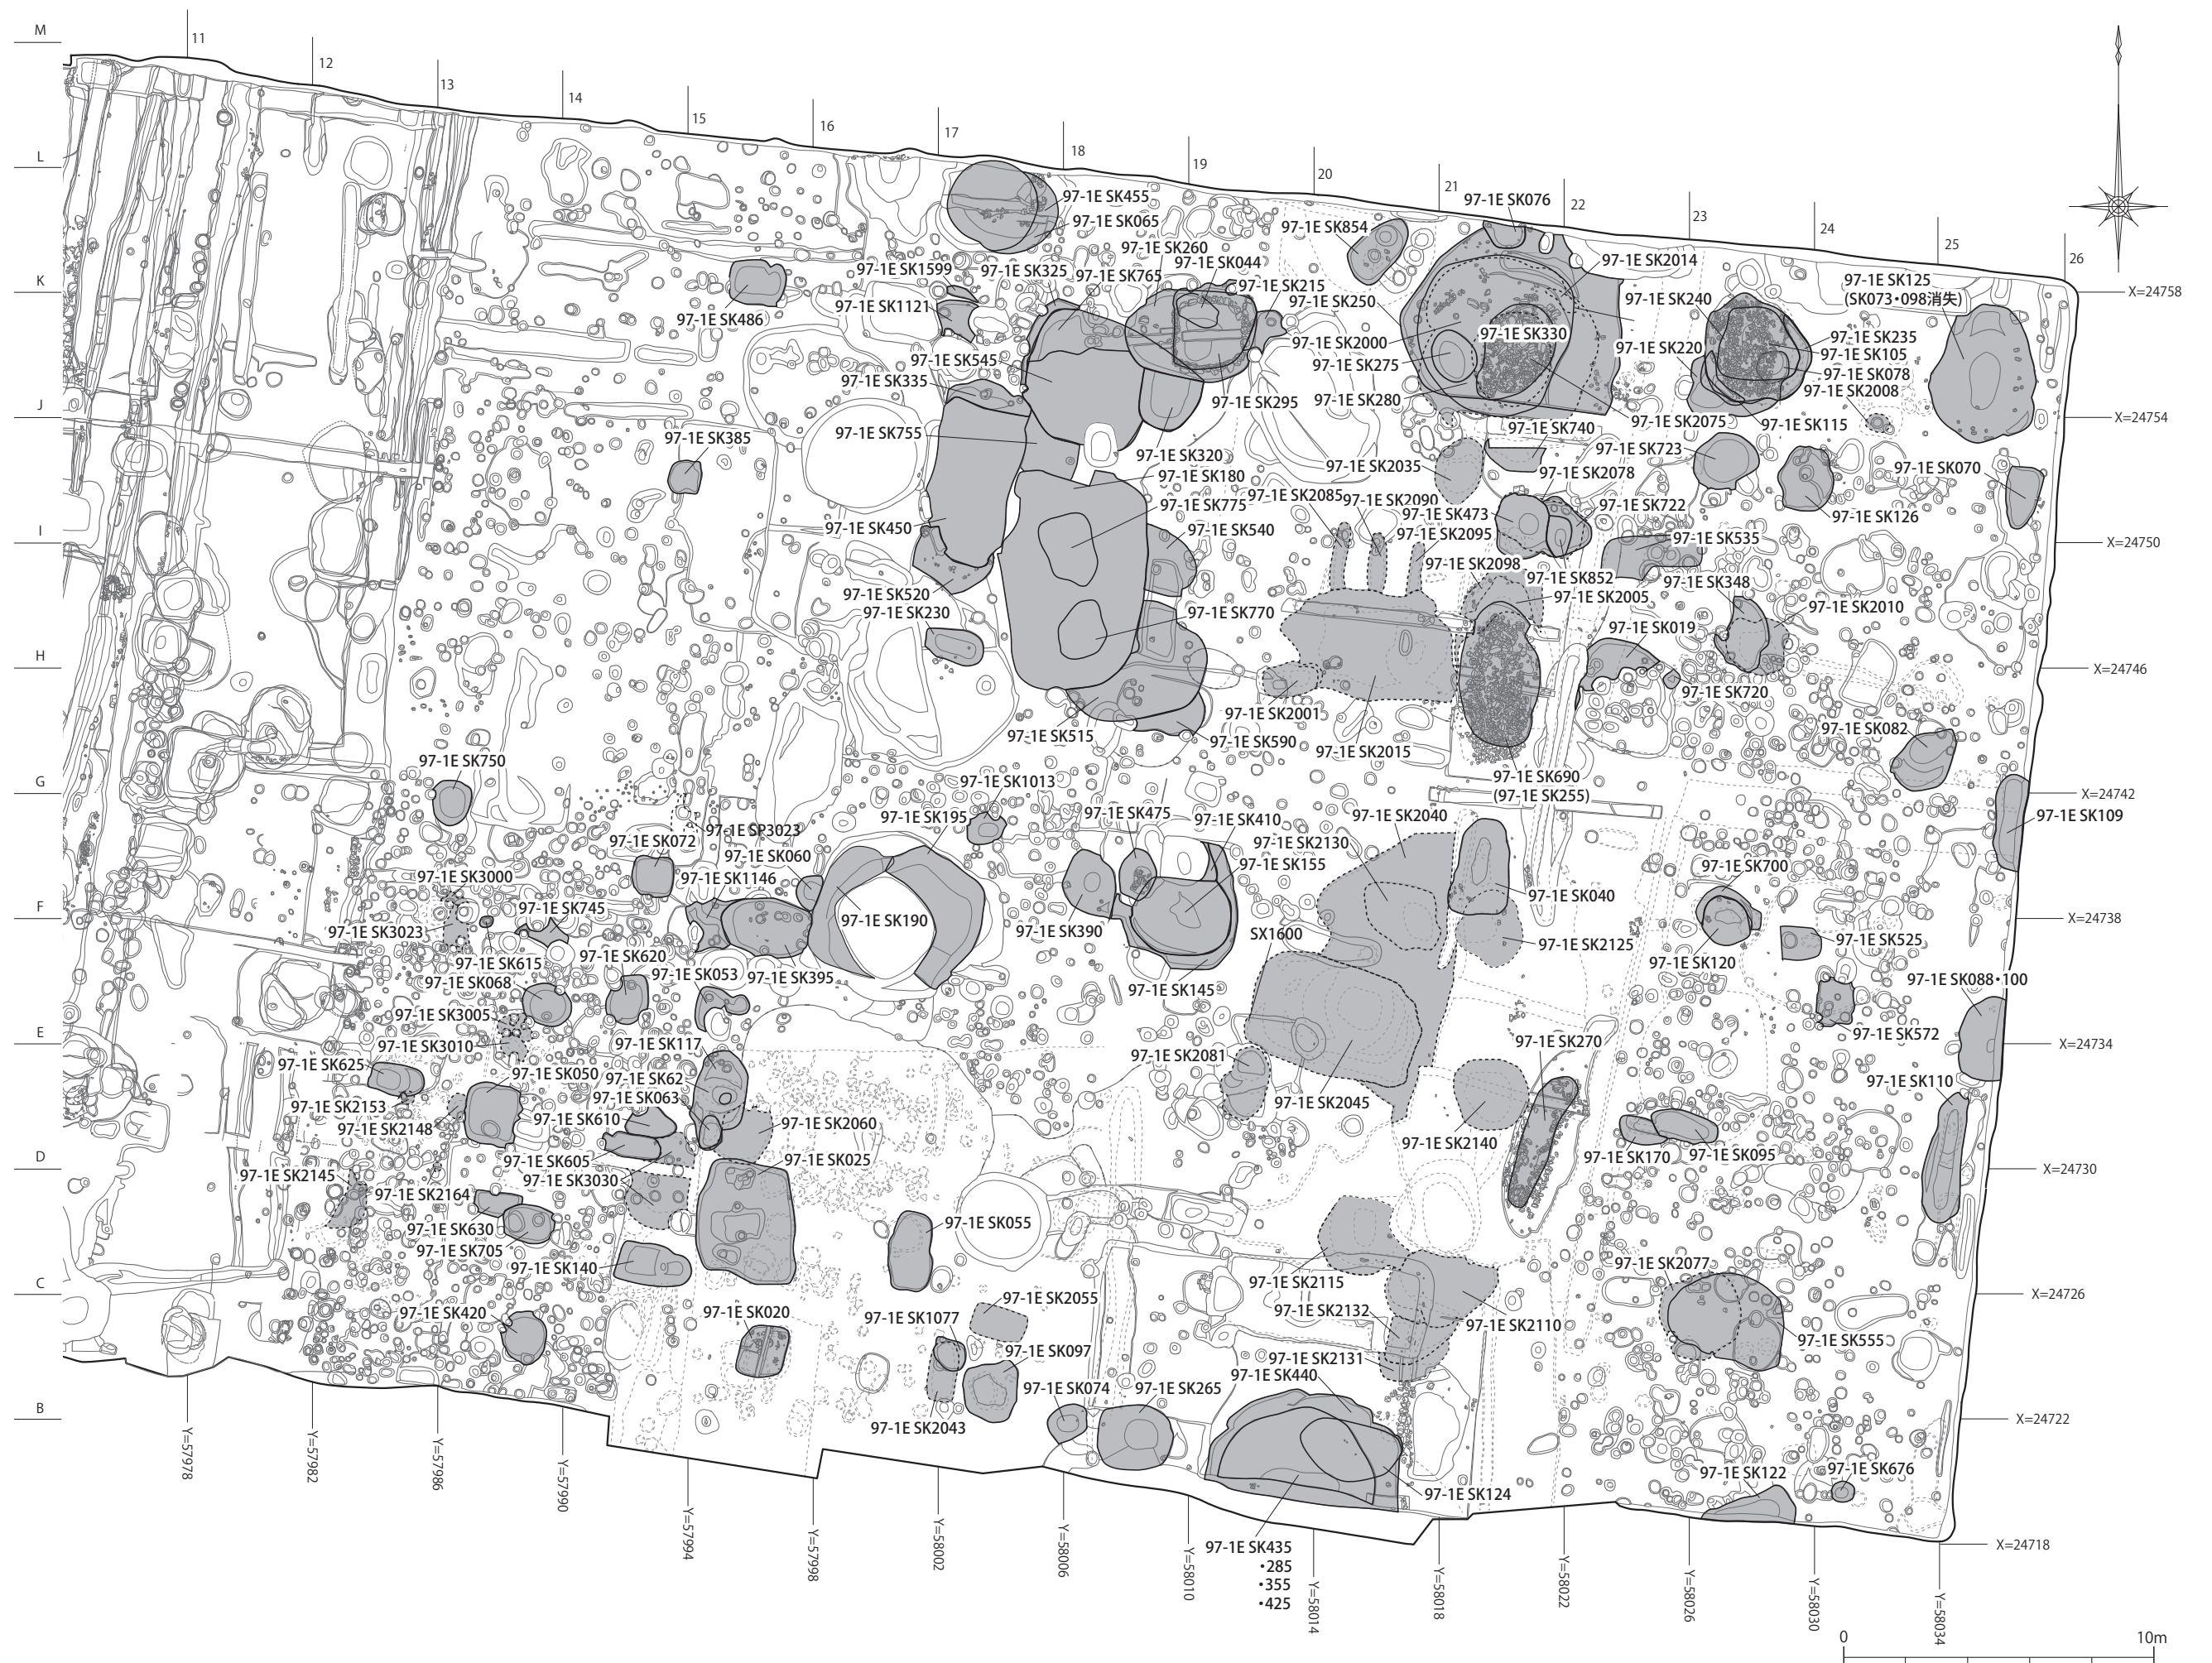 M
L
K
J
I
H
G
F
E
D
C
B
11
12
13
14
15
16
17
18
19
20
21
22
23
24
25
26
97-1E SK076
97-1E SK455
97-1E SK065
97-1E SK854
97-1E SK260
97-1E SK044
97-1E SK2014
97-1E SK1599
97-1E SK325
97-1E SK765
97-1E SK215
97-1E SK125
(SK073・098消失)
X=24758
97-1E SK486
97-1E SK1121
97-1E SK250
97-1E SK240
97-1E SK330
97-1E SK2000
97-1E SK235
97-1E SK220
97-1E SK105
97-1E SK545
97-1E SK275
97-1E SK078
97-1E SK335
97-1E SK295
97-1E SK280
97-1E SK2008
X=24754
97-1E SK385
97-1E SK755
97-1E SK740
97-1E SK2075
97-1E SK115
97-1E SK320
97-1E SK723
97-1E SK2035
97-1E SK2078
97-1E SK070
97-1E SK180
97-1E SK2085
97-1E SK2090
97-1E SK775
97-1E SK473
97-1E SK722
97-1E SK126
97-1E SK450
97-1E SK540
97-1E SK2095
97-1E SK535
X=24750
97-1E SK2098
97-1E SK852
97-1E SK348
97-1E SK520
97-1E SK2005
97-1E SK230
97-1E SK770
97-1E SK2010
97-1E SK019
X=24746
97-1E SK2001
97-1E SK720
97-1E SK515
97-1E SK590
97-1E SK2015
97-1E SK082
97-1E SK750
97-1E SK690
(97-1E SK255)
X=24742
97-1E SK1013
97-1E SK195
97-1E SK475
97-1E SK410
97-1E SK2040
97-1E SK109
97-1E SP3023
97-1E SK072
97-1E SK2130
97-1E SK060
97-1E SK155
97-1E SK700
97-1E SK3000
97-1E SK1146
97-1E SK040
97-1E SK745
97-1E SK190
X=24738
97-1E SK3023
97-1E SK390
SX1600
97-1E SK2125
97-1E SK525
97-1E SK615
97-1E SK620
97-1E SK053
97-1E SK395
97-1E SK120
97-1E SK068
97-1E SK145
97-1E SK088・100
97-1E SK3005
97-1E SK572
97-1E SK3010
97-1E SK117
97-1E SK2081
97-1E SK270
X=24734
97-1E SK625
97-1E SK050
97-1E SK62
97-1E SK110
97-1E SK2153
97-1E SK063
97-1E SK2045
97-1E SK2148
97-1E SK610
97-1E SK2060
97-1E SK2140
97-1E SK605
97-1E SK025
97-1E SK170
97-1E SK095
97-1E SK2145
97-1E SK3030
X=24730
97-1E SK2164
97-1E SK630
97-1E SK055
97-1E SK705
97-1E SK140
97-1E SK2115
97-1E SK2077
97-1E SK2055
X=24726
97-1E SK420
97-1E SK020
97-1E SK1077
97-1E SK2132
97-1E SK2110
97-1E SK555
97-1E SK097
97-1E SK2131
97-1E SK440
97-1E SK074
97-1E SK265
X=24722
97-1E SK2043
97-1E SK122
97-1E SK676
97-1E SK124
97-1E SK435
・285
・355
・425
X=24718
Y=57978
Y=57982
Y=57986
Y=57990
Y=57994
Y=57998
Y=58002
Y=58006
Y=58010
Y=58014
Y=58018
Y=58022
Y=58026
Y=58030
Y=58034
0
10m